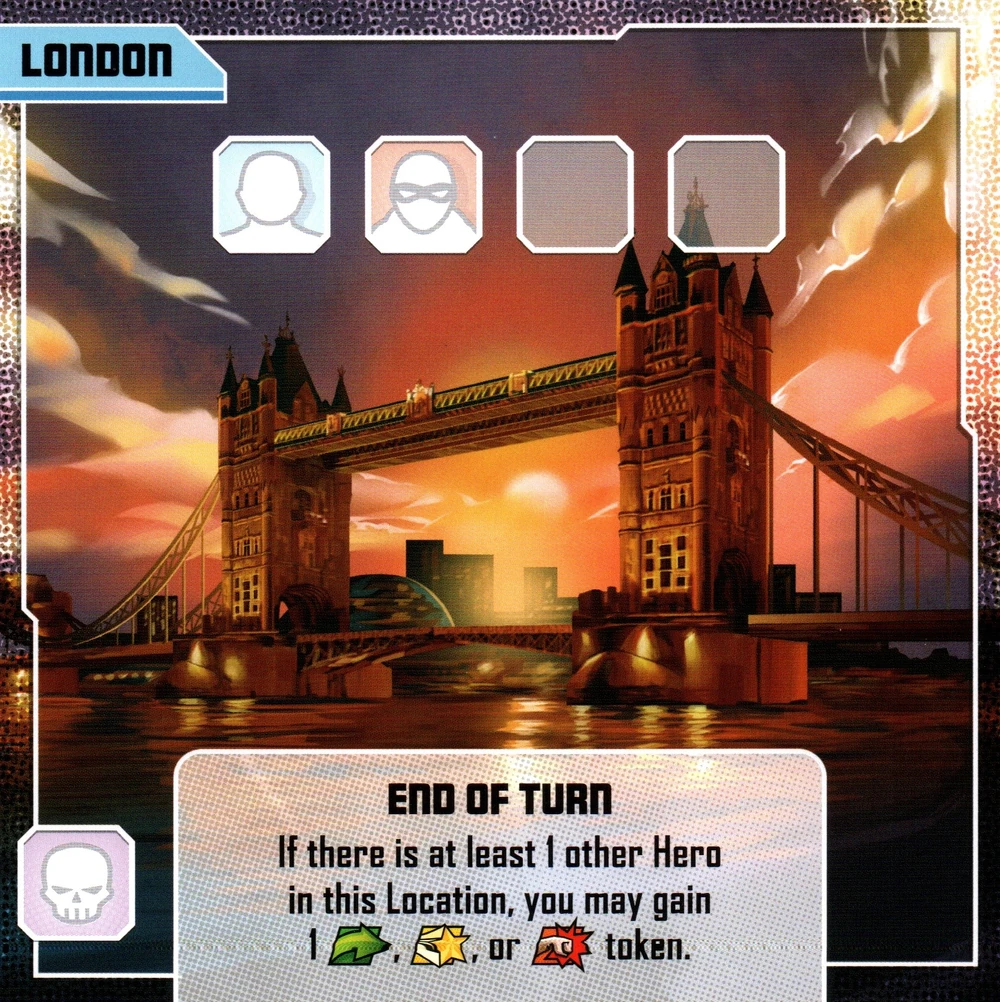 LONDON
END OF TURN
If there is at least 1 other Hero
in this Location, you may gain
1 , , or token.